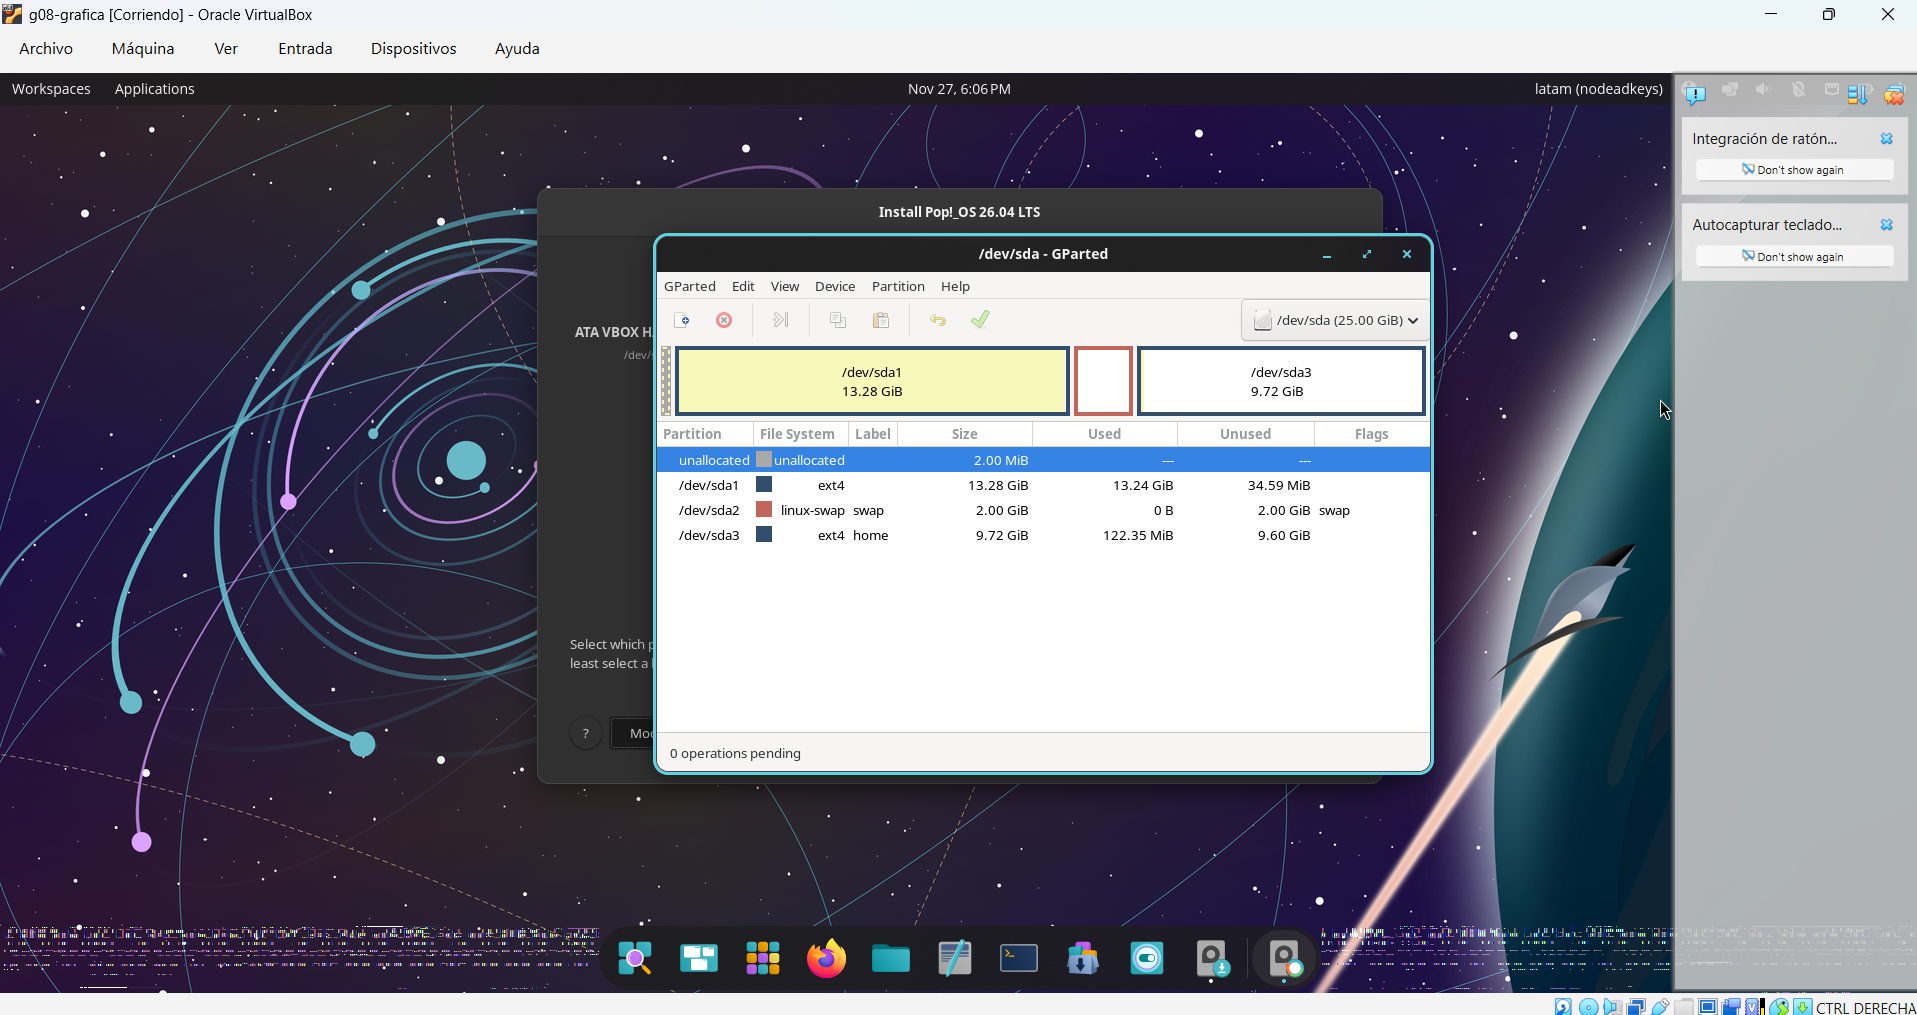 g08-grafica [Corriendo] - Oracle VirtualBox
Archivo Máquina Ver Entrada Dispositivos Ayuda
Workspaces Applications Nov 27, 6:06 PM latam (nodeadkeys)
Integración de ratón...
Don't show again
Autocapturar teclado...
Don't show again
Install Pop!_OS 26.04 LTS
/dev/sda - GParted
GParted Edit View Device Partition Help
/dev/sda (25.00 GiB)
ATA VBOX
/dev/
/dev/sda1
13.28 GiB
/dev/sda3
9.72 GiB
Partition File System Label Size Used Unused Flags
unallocated unallocated 2.00 MiB --- ---
/dev/sda1 ext4 13.28 GiB 13.24 GiB 34.59 MiB
/dev/sda2 linux-swap swap 2.00 GiB 0 B 2.00 GiB swap
/dev/sda3 ext4 home 9.72 GiB 122.35 MiB 9.60 GiB
Select which
least select a
?
0 operations pending
CTRL DERECHA